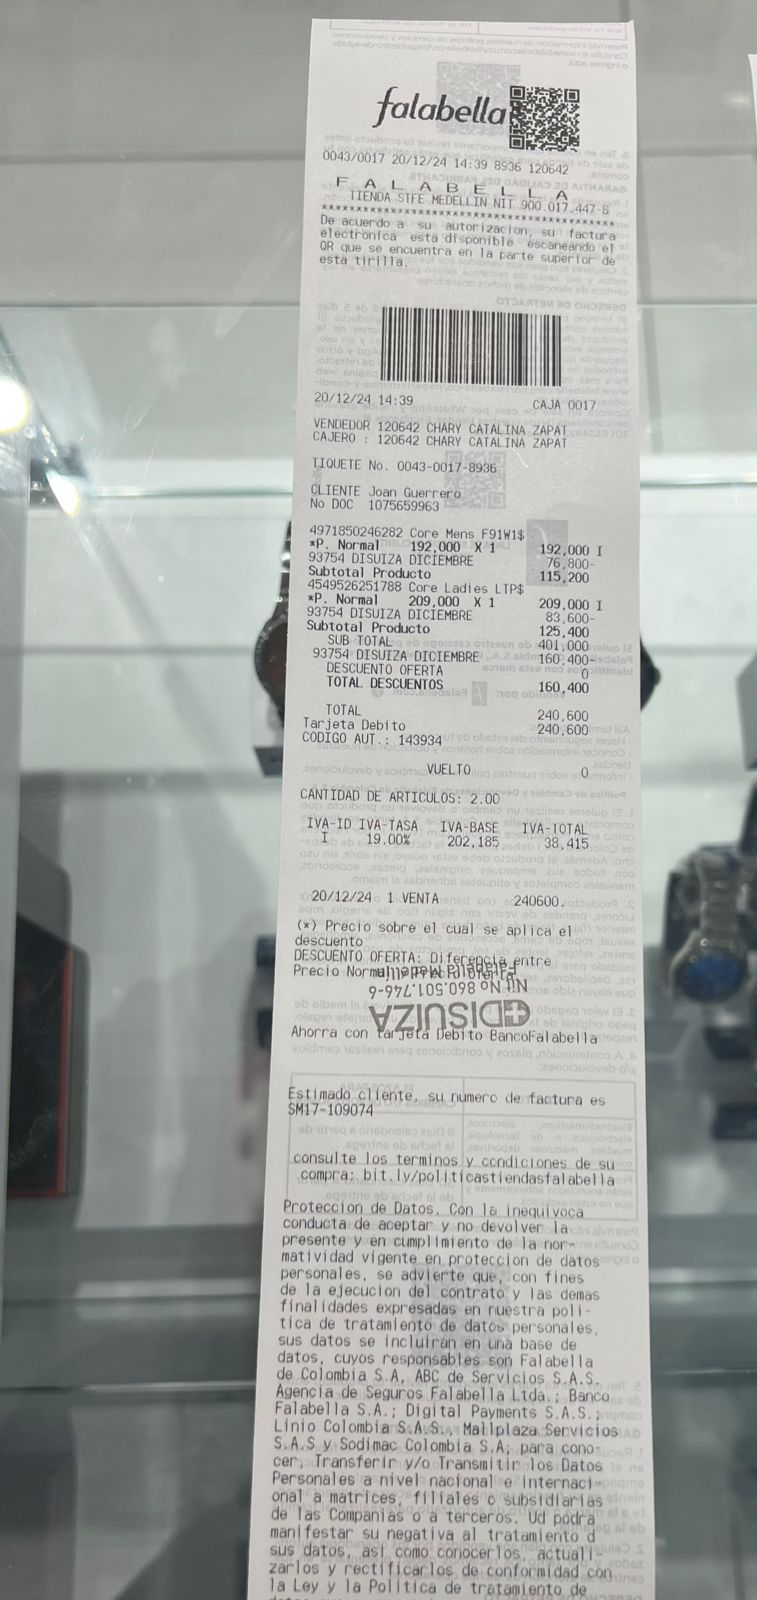 falabella
0043/0017 20/12/24 14:39 8936 120642
F A L A B E L L A
TIENDA STFE MEDELLIN NIT 900.017.447-8
****************************************
De acuerdo a su autorizacion, su factura
electronica esta disponible escaneando el
QR que se encuentra en la parte superior de
esta tirilla.
20/12/24 14:39 CAJA 0017
VENDEDOR 120642 CHARY CATALINA ZAPAT
CAJERO : 120642 CHARY CATALINA ZAPAT
TIQUETE No. 0043-0017-8936
CLIENTE Joan Guerrero
No DOC 1075659963
4971850246282 Core Mens F91W1$
*P. Normal 192,000 X 1 192,000 I
93754 DISUIZA DICIEMBRE 76,800-
Subtotal Producto 115,200
4549526251788 Core Ladies LTP$
*P. Normal 209,000 X 1 209,000 I
93754 DISUIZA DICIEMBRE 83,600-
Subtotal Producto 125,400
SUB TOTAL 401,000
93754 DISUIZA DICIEMBRE 160,400-
DESCUENTO OFERTA 0
TOTAL DESCUENTOS 160,400
TOTAL 240,600
Tarjeta Debito 240,600
CODIGO AUT.: 143934
VUELTO 0
CANTIDAD DE ARTICULOS: 2.00
IVA-ID IVA-TASA IVA-BASE IVA-TOTAL
I 19.00% 202,185 38,415
20/12/24 1 VENTA 240600.
(*) Precio sobre el cual se aplica el
descuento
DESCUENTO OFERTA: Diferencia entre
Precio Normal y Precio Oferta
Falabella Medellin
Nit No 860.501.746-6
DISUIZA
Ahorra con tarjeta Debito BancoFalabella
Estimado cliente, su numero de factura es
SM17-109074
consulte los terminos y condiciones de su
compra: bit.ly/politicastiendasfalabella
Proteccion de Datos. Con la inequivoca
conducta de aceptar y no devolver la
presente y en cumplimiento de la nor-
matividad vigente en proteccion de datos
personales, se advierte que, con fines
de la ejecucion del contrato y las demas
finalidades expresadas en nuestra poli-
tica de tratamiento de datos personales,
sus datos se incluiran en una base de
datos, cuyos responsables son Falabella
de Colombia S.A, ABC de Servicios S.A.S.
Agencia de Seguros Falabella Ltda.; Banco
Falabella S.A.; Digital Payments S.A.S.;
Linio Colombia S.A.S., Mallplaza Servicios
S.A.S y Sodimac Colombia S.A; para cono-
cer, Transferir y/o Transmitir los Datos
Personales a nivel nacional e internaci-
onal a matrices, filiales o subsidiarias
de las Companias o a terceros. Ud podra
manifestar su negativa al tratamiento d
sus datos, asi como conocerlos, actuali-
zarlos y rectificarlos de conformidad con
la Ley y la Politica de tratamiento de